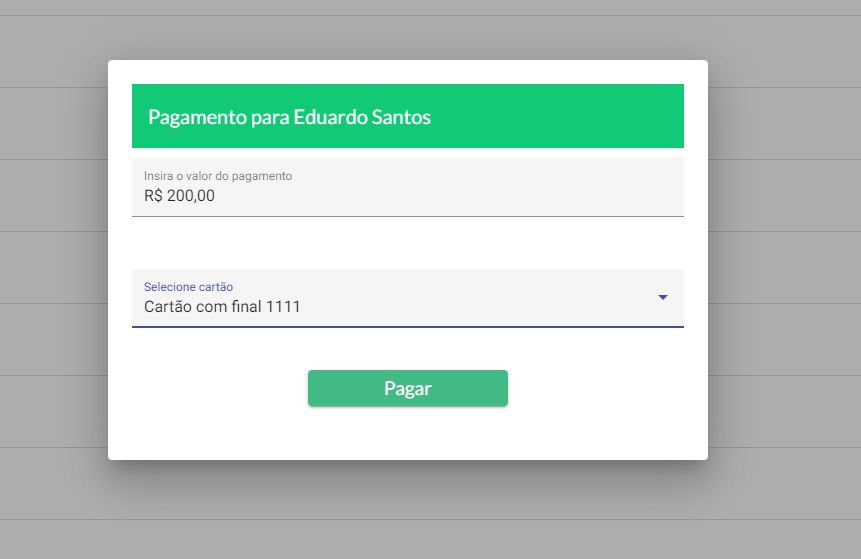 Pagamento para Eduardo Santos
Insira o valor do pagamento
R$ 200,00
Selecione cartão
Cartão com final 1111
Pagar